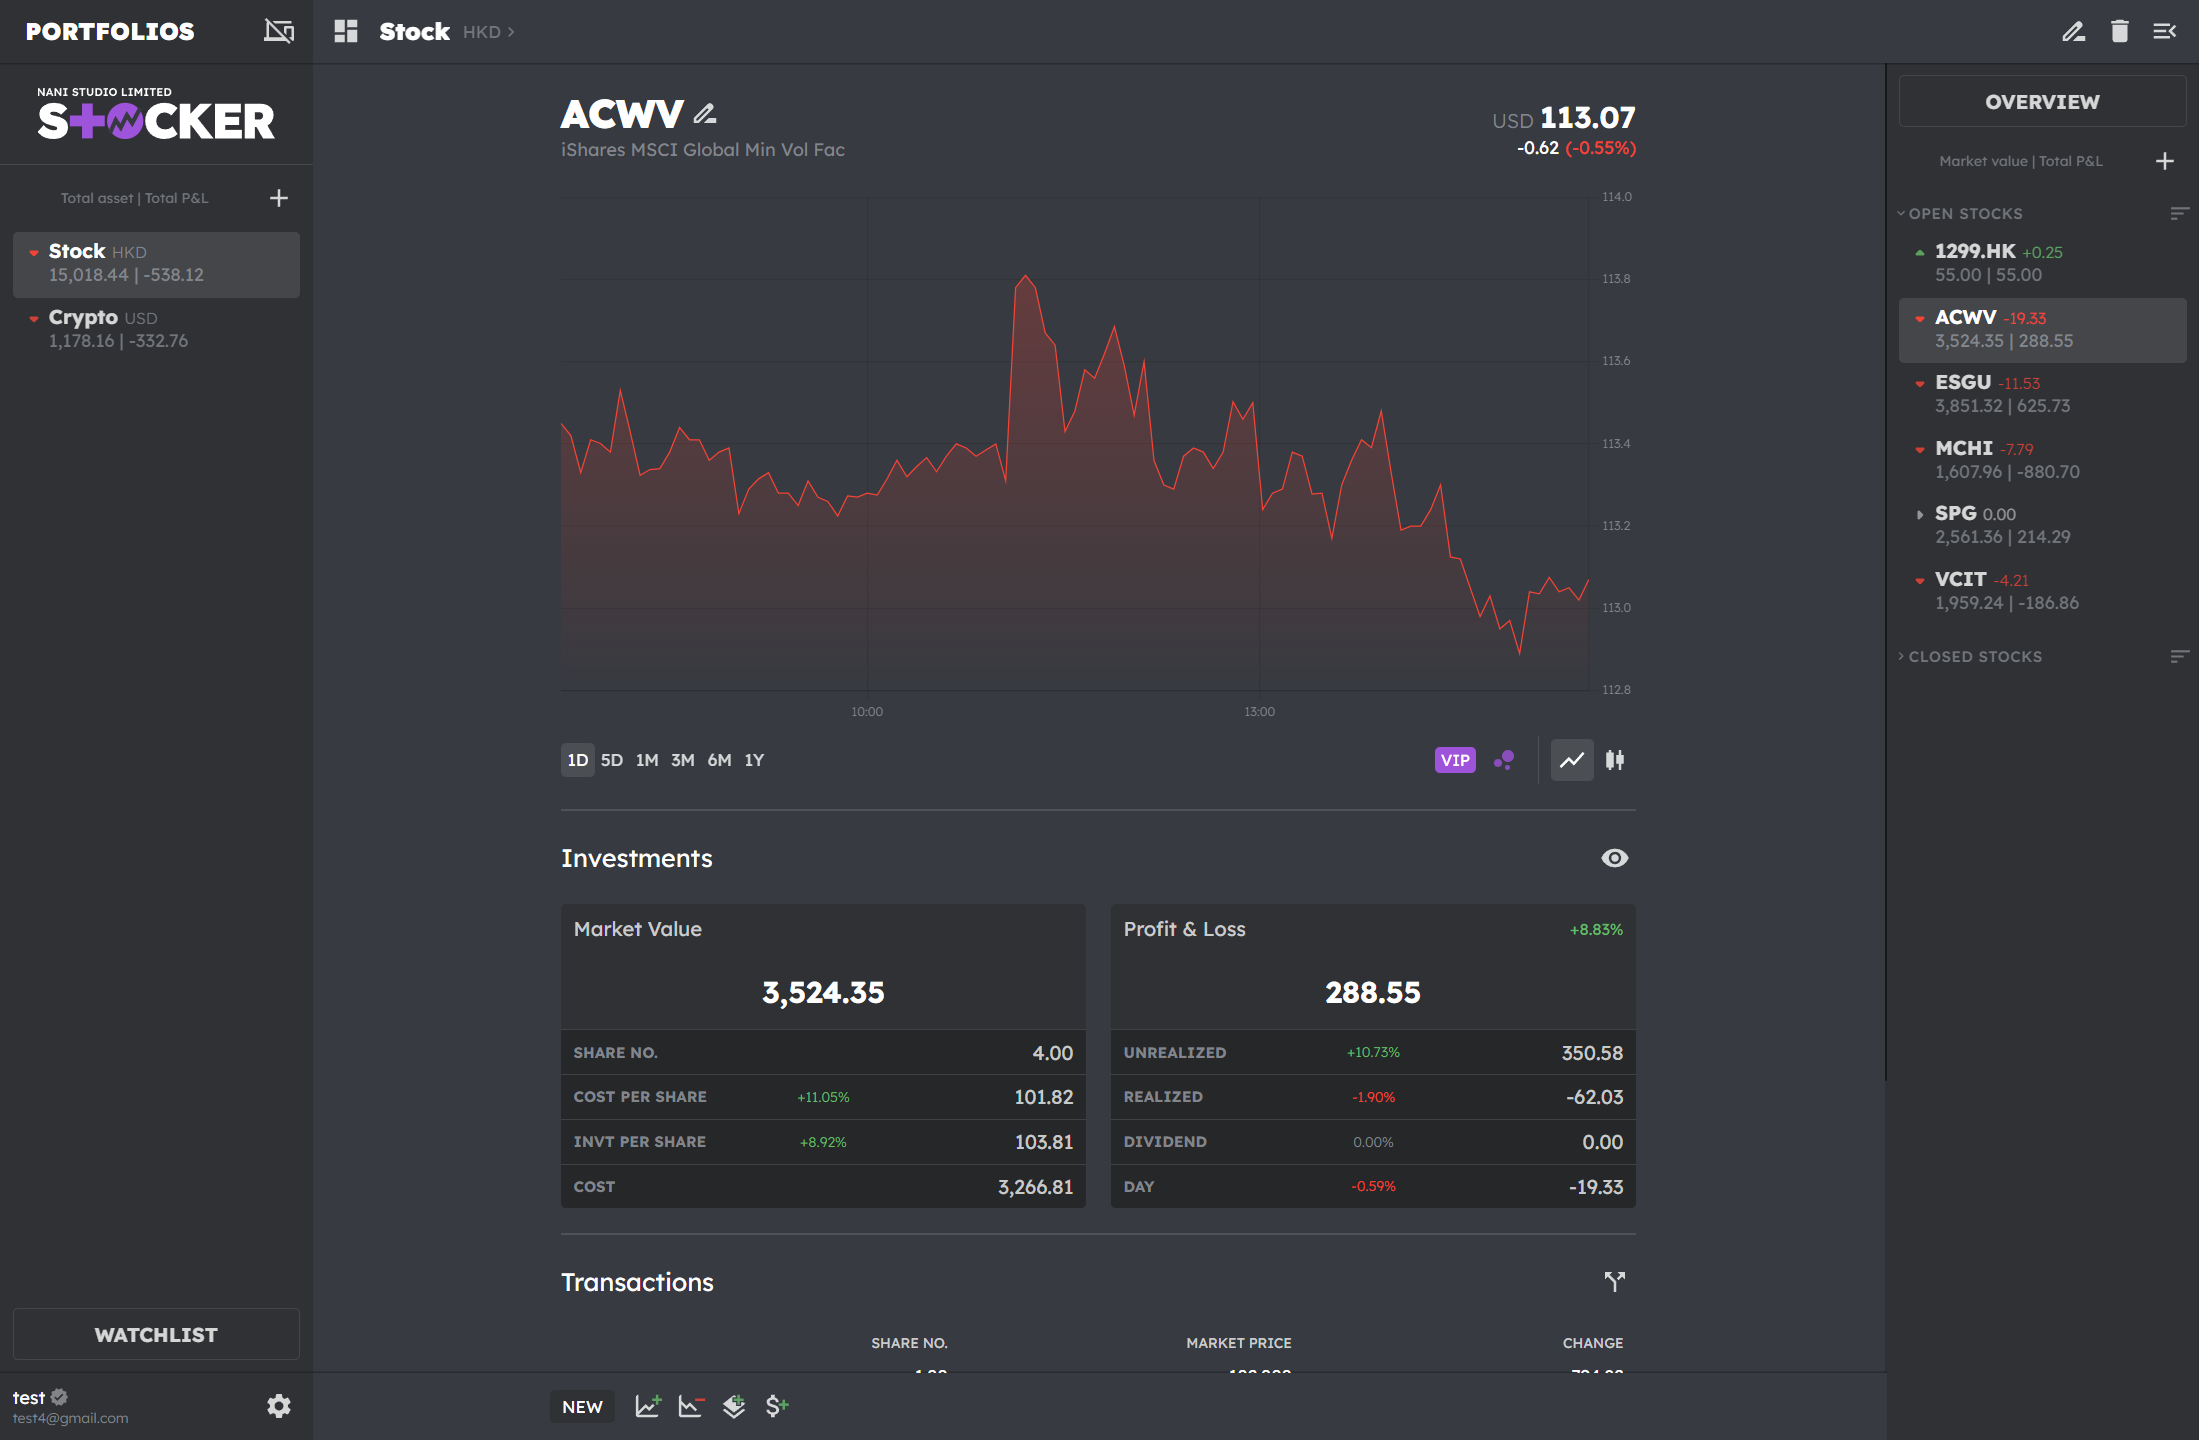 PORTFOLIOS
NANI STUDIO LIMITED
STOCKER
Total asset | Total P&L
Stock HKD
15,018.44 | -538.12
Crypto USD
1,178.16 | -332.76
WATCHLIST
test
test4@gmail.com
Stock HKD
ACWV
iShares MSCI Global Min Vol Fac
USD 113.07
-0.62 (-0.55%)
114.0
113.8
113.6
113.4
113.2
113.0
112.8
10:00 13:00
1D 5D 1M 3M 6M 1Y
VIP
Investments
Market Value
3,524.35
SHARE NO. 4.00
COST PER SHARE +11.05% 101.82
INVT PER SHARE +8.92% 103.81
COST 3,266.81
Profit & Loss +8.83%
288.55
UNREALIZED +10.73% 350.58
REALIZED -1.90% -62.03
DIVIDEND 0.00% 0.00
DAY -0.59% -19.33
Transactions
SHARE NO. MARKET PRICE CHANGE
NEW
OVERVIEW
Market value | Total P&L
OPEN STOCKS
1299.HK +0.25
55.00 | 55.00
ACWV -19.33
3,524.35 | 288.55
ESGU -11.53
3,851.32 | 625.73
MCHI -7.79
1,607.96 | -880.70
SPG 0.00
2,561.36 | 214.29
VCIT -4.21
1,959.24 | -186.86
CLOSED STOCKS